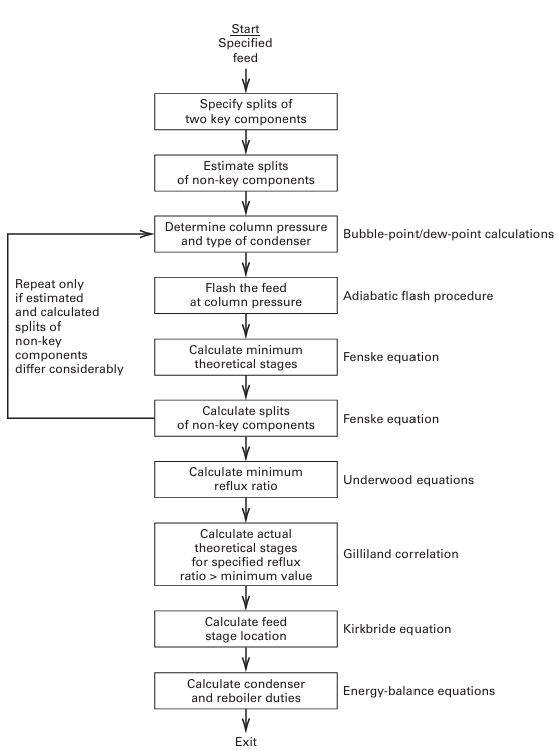 Start
Specified
feed
Specify splits of
two key components
Estimate splits
of non-key components
Determine column pressure
and type of condenser
Bubble-point/dew-point calculations
Repeat only
if estimated
and calculated
splits of
non-key
components
differ considerably
Flash the feed
at column pressure
Adiabatic flash procedure
Calculate minimum
theoretical stages
Fenske equation
Calculate splits
of non-key components
Fenske equation
Calculate minimum
reflux ratio
Underwood equations
Calculate actual
theoretical stages
for specified reflux
ratio > minimum value
Gilliland correlation
Calculate feed
stage location
Kirkbride equation
Calculate condenser
and reboiler duties
Energy-balance equations
Exit